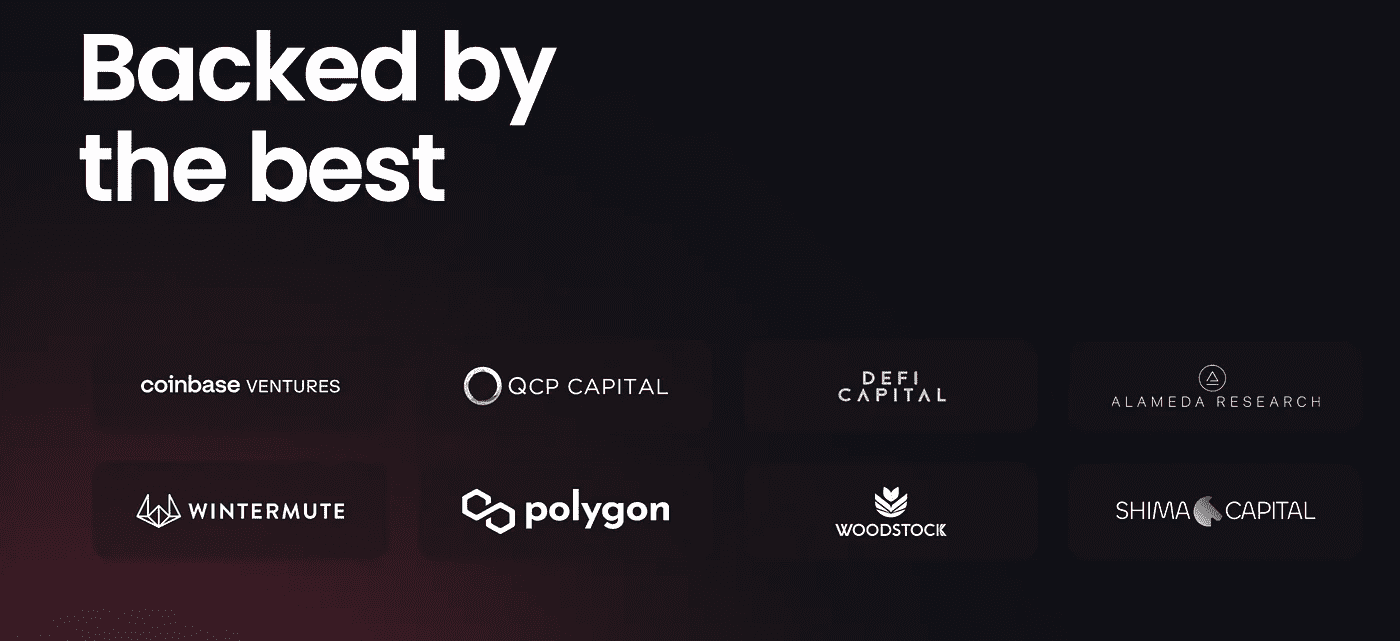 Backed by
the best
coinbase VENTURES
QCP CAPITAL
DEFI
CAPITAL
ALAMEDA RESEARCH
WINTERMUTE
polygon
WOODSTOCK
SHIMA CAPITAL